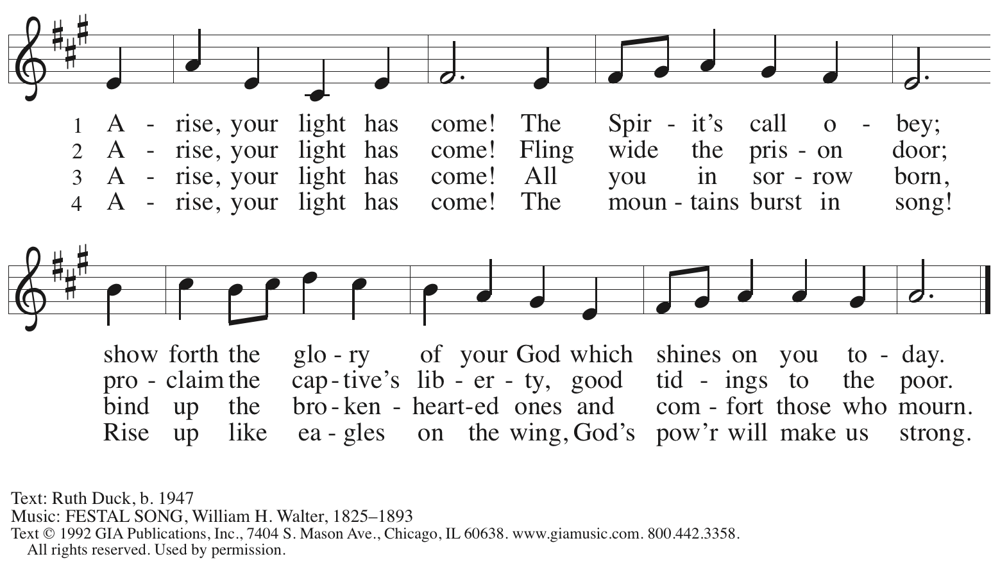 1 A - rise, your light has come! The Spir - it's call o - bey;
2 A - rise, your light has come! Fling wide the pris - on door;
3 A - rise, your light has come! All you in sor - row born,
4 A - rise, your light has come! The moun - tains burst in song!
show forth the glo - ry of your God which shines on you to - day.
pro - claim the cap - tive's lib - er - ty, good tid - ings to the poor.
bind up the bro - ken - heart-ed ones and com - fort those who mourn.
Rise up like ea - gles on the wing, God's pow'r will make us strong.
Text: Ruth Duck, b. 1947
Music: FESTAL SONG, William H. Walter, 1825–1893
Text © 1992 GIA Publications, Inc., 7404 S. Mason Ave., Chicago, IL 60638. www.giamusic.com. 800.442.3358.
All rights reserved. Used by permission.